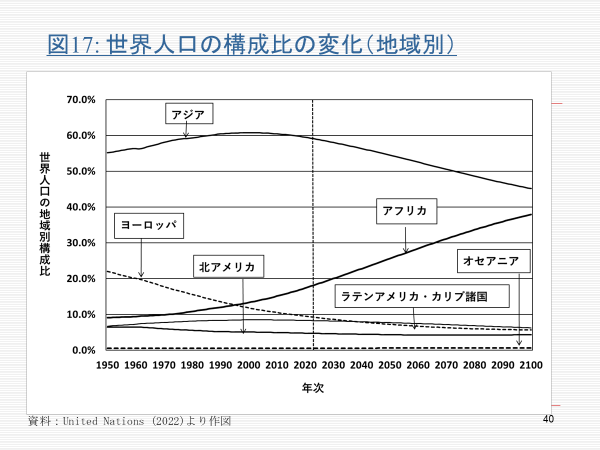 図17: 世界人口の構成比の変化(地域別)
世界人口の地域別構成比
70.0%
60.0%
50.0%
40.0%
30.0%
20.0%
10.0%
0.0%
アジア
アフリカ
ヨーロッパ
オセアニア
北アメリカ
ラテンアメリカ・カリブ諸国
1950 1960 1970 1980 1990 2000 2010 2020 2030 2040 2050 2060 2070 2080 2090 2100
年次
資料：United Nations (2022)より作図
40